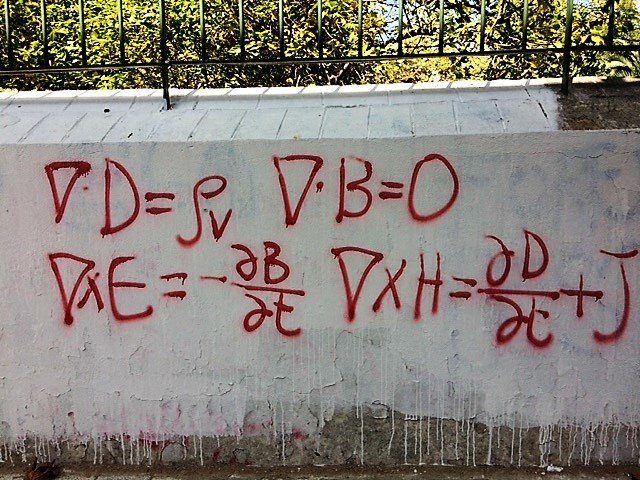 ∇·D=ρv ∇·B=0
∇×E=-∂B/∂t ∇×H=∂D/∂t+J